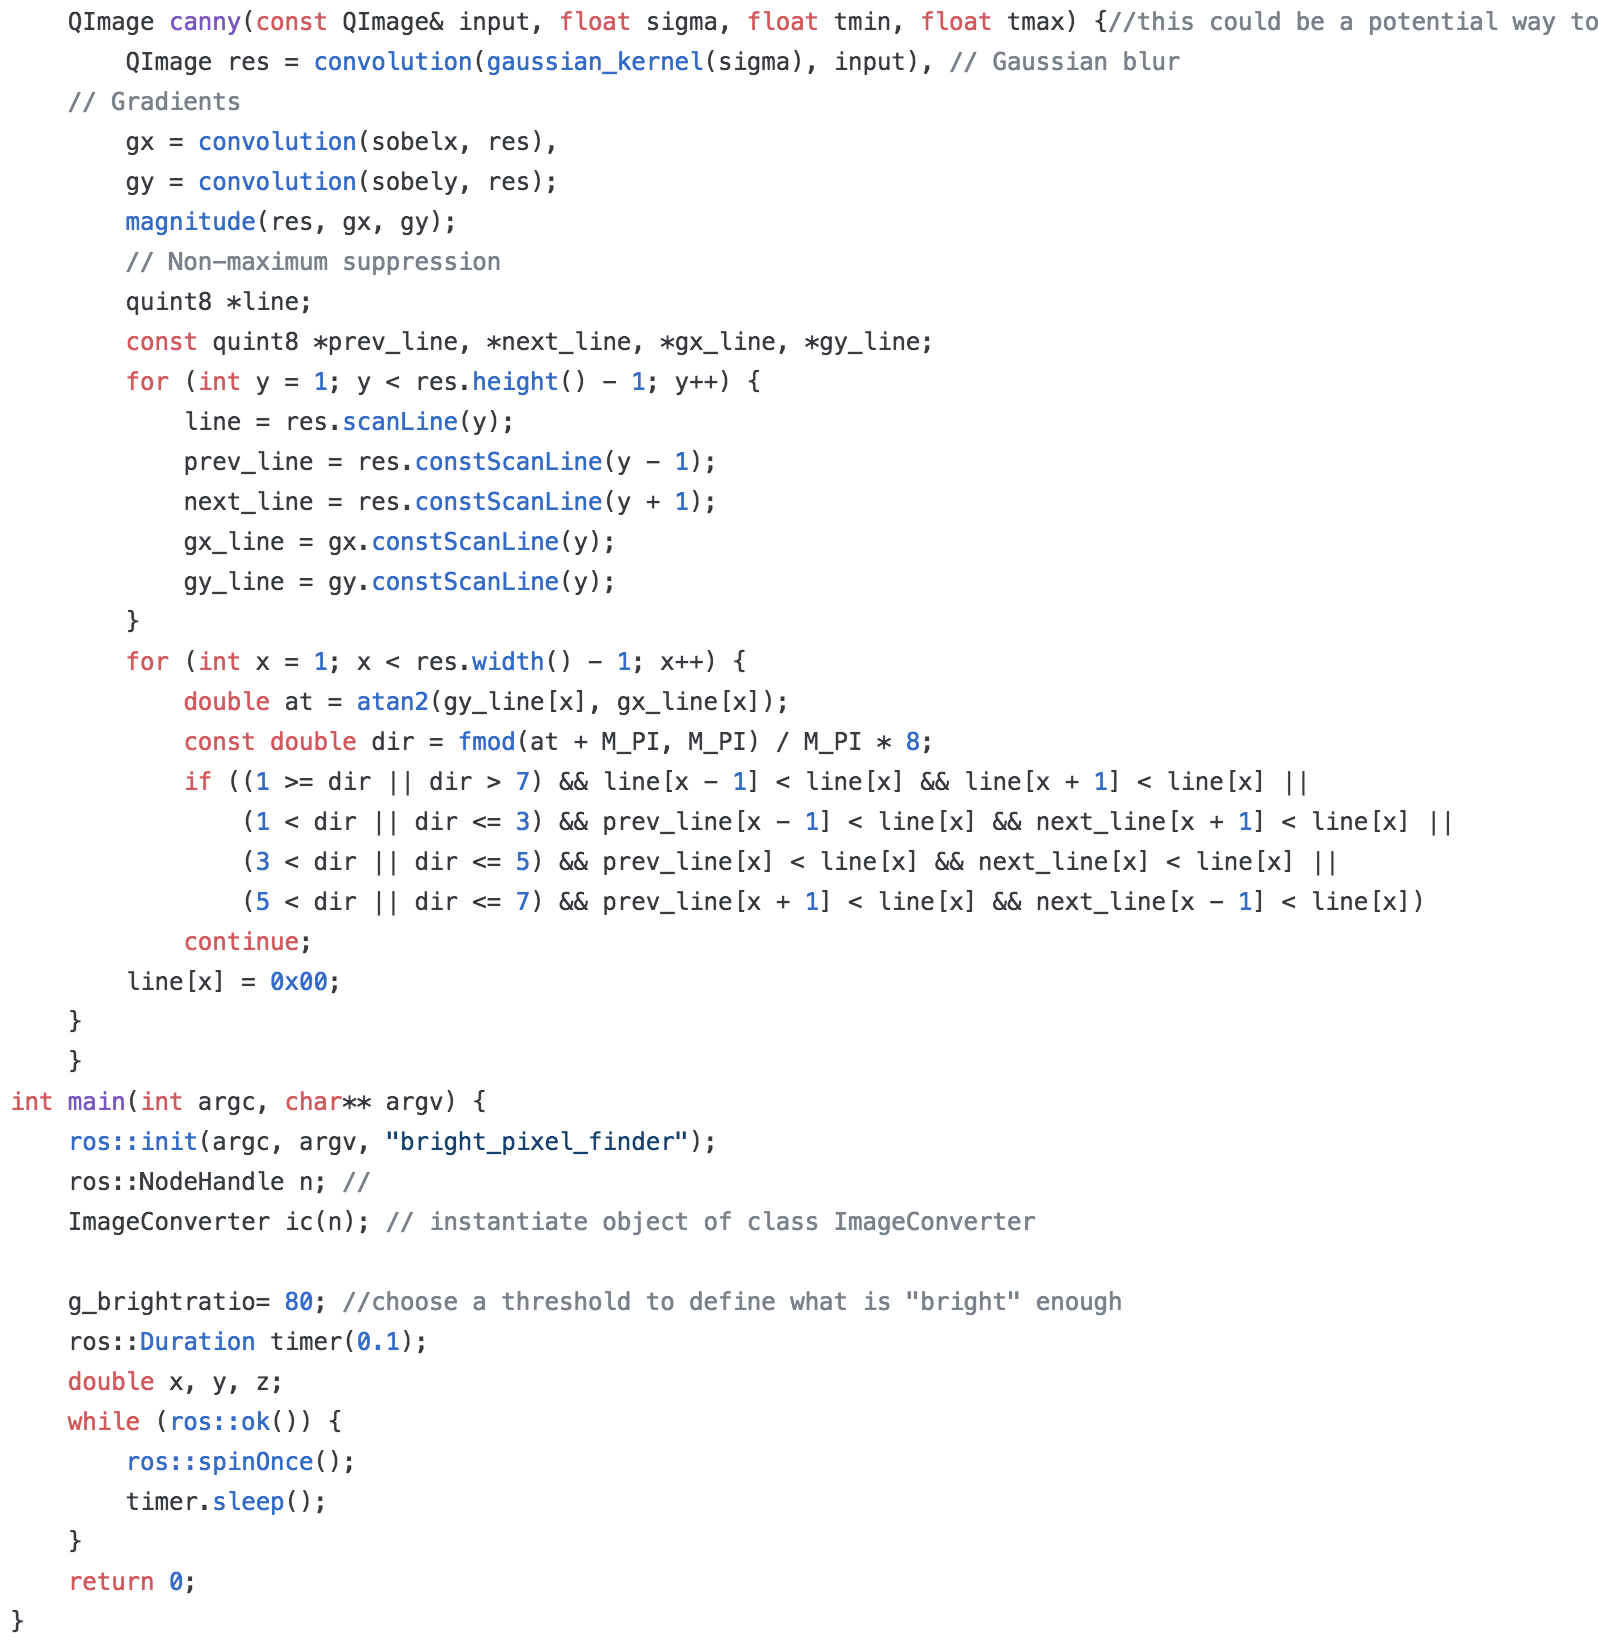 QImage canny(const QImage& input, float sigma, float tmin, float tmax) {//this could be a potential way to
QImage res = convolution(gaussian_kernel(sigma), input), // Gaussian blur
// Gradients
gx = convolution(sobelx, res),
gy = convolution(sobely, res);
magnitude(res, gx, gy);
// Non-maximum suppression
quint8 *line;
const quint8 *prev_line, *next_line, *gx_line, *gy_line;
for (int y = 1; y < res.height() - 1; y++) {
line = res.scanLine(y);
prev_line = res.constScanLine(y - 1);
next_line = res.constScanLine(y + 1);
gx_line = gx.constScanLine(y);
gy_line = gy.constScanLine(y);
}
for (int x = 1; x < res.width() - 1; x++) {
double at = atan2(gy_line[x], gx_line[x]);
const double dir = fmod(at + M_PI, M_PI) / M_PI * 8;
if ((1 >= dir || dir > 7) && line[x - 1] < line[x] && line[x + 1] < line[x] ||
(1 < dir || dir <= 3) && prev_line[x - 1] < line[x] && next_line[x + 1] < line[x] ||
(3 < dir || dir <= 5) && prev_line[x] < line[x] && next_line[x] < line[x] ||
(5 < dir || dir <= 7) && prev_line[x + 1] < line[x] && next_line[x - 1] < line[x])
continue;
line[x] = 0x00;
}
}
int main(int argc, char** argv) {
ros::init(argc, argv, "bright_pixel_finder");
ros::NodeHandle n; //
ImageConverter ic(n); // instantiate object of class ImageConverter
g_brightratio= 80; //choose a threshold to define what is "bright" enough
ros::Duration timer(0.1);
double x, y, z;
while (ros::ok()) {
ros::spinOnce();
timer.sleep();
}
return 0;
}